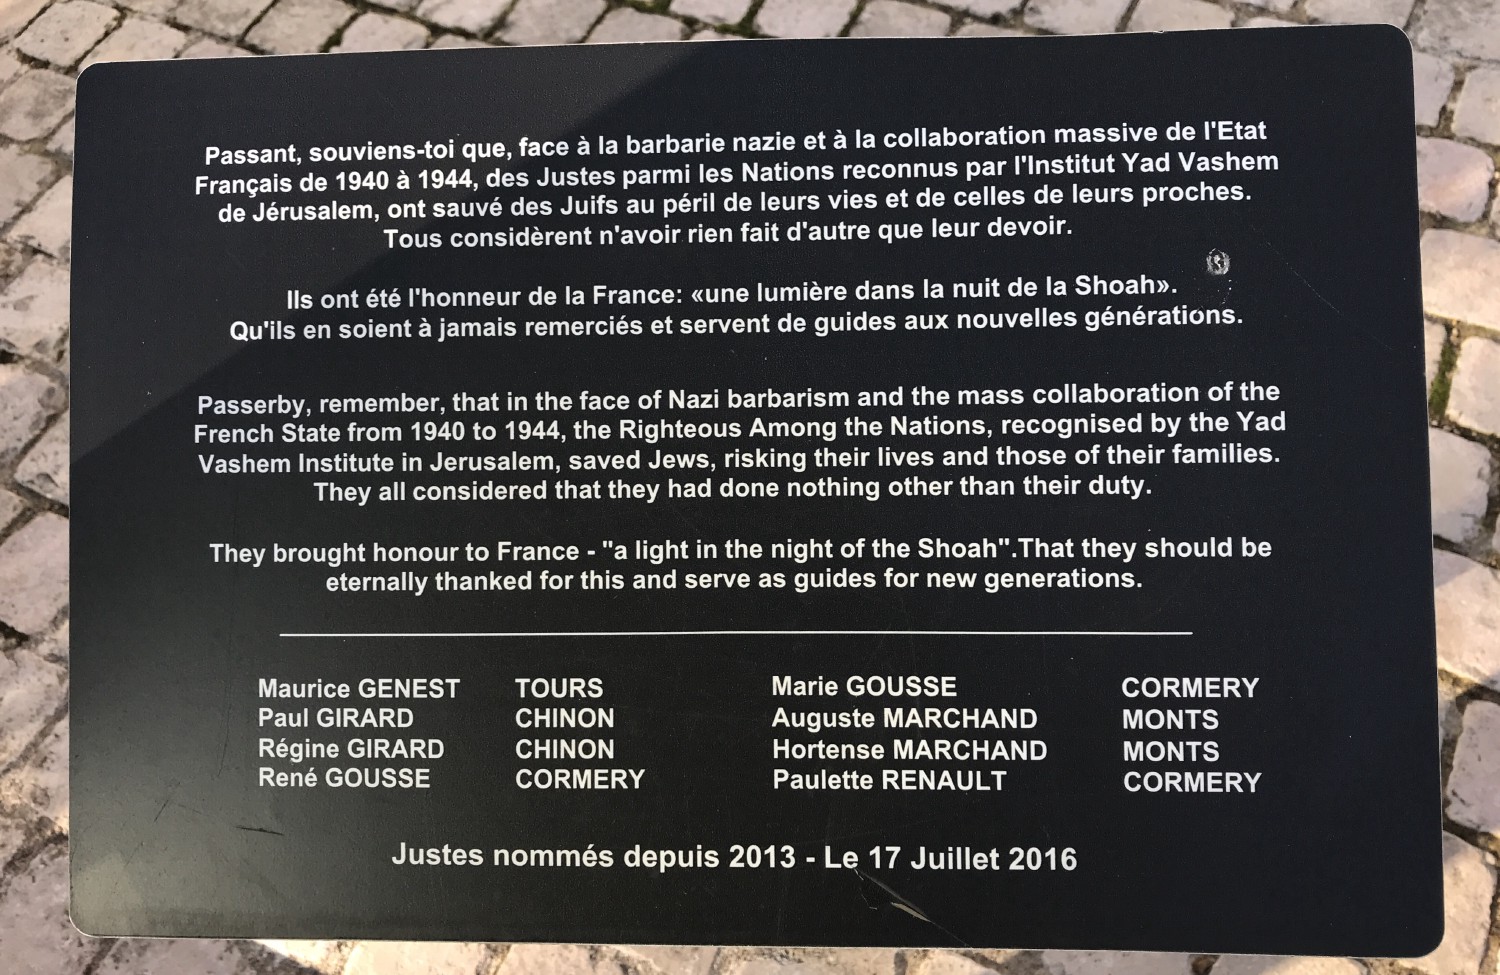 Passant, souviens-toi que, face à la barbarie nazie et à la collaboration massive de l'Etat
Français de 1940 à 1944, des Justes parmi les Nations reconnus par l'Institut Yad Vashem
de Jérusalem, ont sauvé des Juifs au péril de leurs vies et de celles de leurs proches.
Tous considèrent n'avoir rien fait d'autre que leur devoir.
Ils ont été l'honneur de la France: «une lumière dans la nuit de la Shoah».
Qu'ils en soient à jamais remerciés et servent de guides aux nouvelles générations.
Passerby, remember, that in the face of Nazi barbarism and the mass collaboration of the
French State from 1940 to 1944, the Righteous Among the Nations, recognised by the Yad
Vashem Institute in Jerusalem, saved Jews, risking their lives and those of their families.
They all considered that they had done nothing other than their duty.
They brought honour to France - "a light in the night of the Shoah".That they should be
eternally thanked for this and serve as guides for new generations.
Maurice GENEST TOURS Marie GOUSSE CORMERY
Paul GIRARD CHINON Auguste MARCHAND MONTS
Régine GIRARD CHINON Hortense MARCHAND MONTS
René GOUSSE CORMERY Paulette RENAULT CORMERY
Justes nommés depuis 2013 - Le 17 Juillet 2016